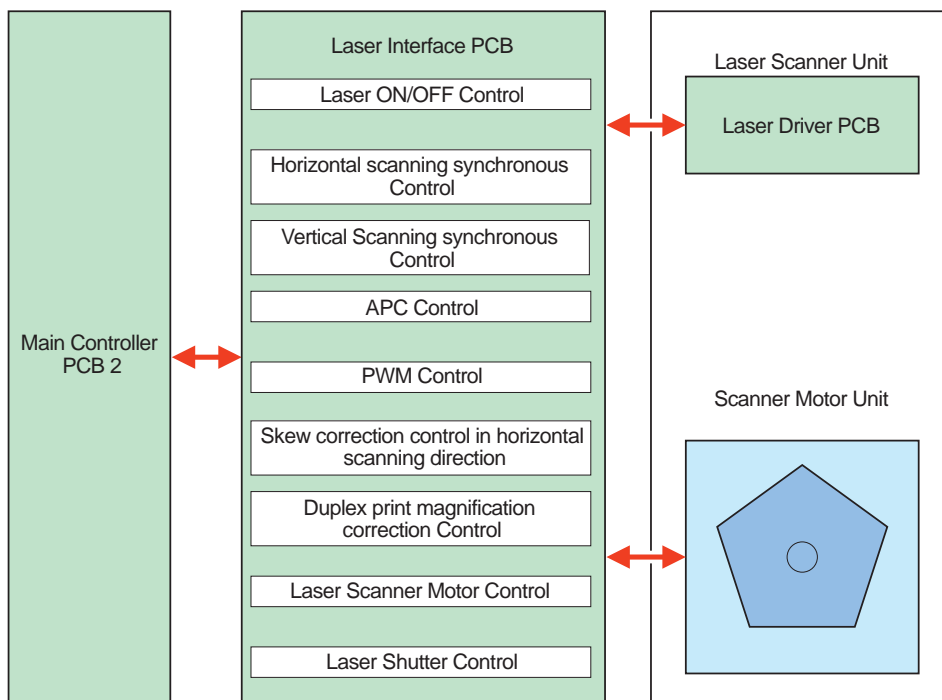 Main Controller
PCB 2
Laser Interface PCB
Laser ON/OFF Control
Horizontal scanning synchronous
Control
Vertical Scanning synchronous
Control
APC Control
PWM Control
Skew correction control in horizontal
scanning direction
Duplex print magnification
correction Control
Laser Scanner Motor Control
Laser Shutter Control
Laser Scanner Unit
Laser Driver PCB
Scanner Motor Unit